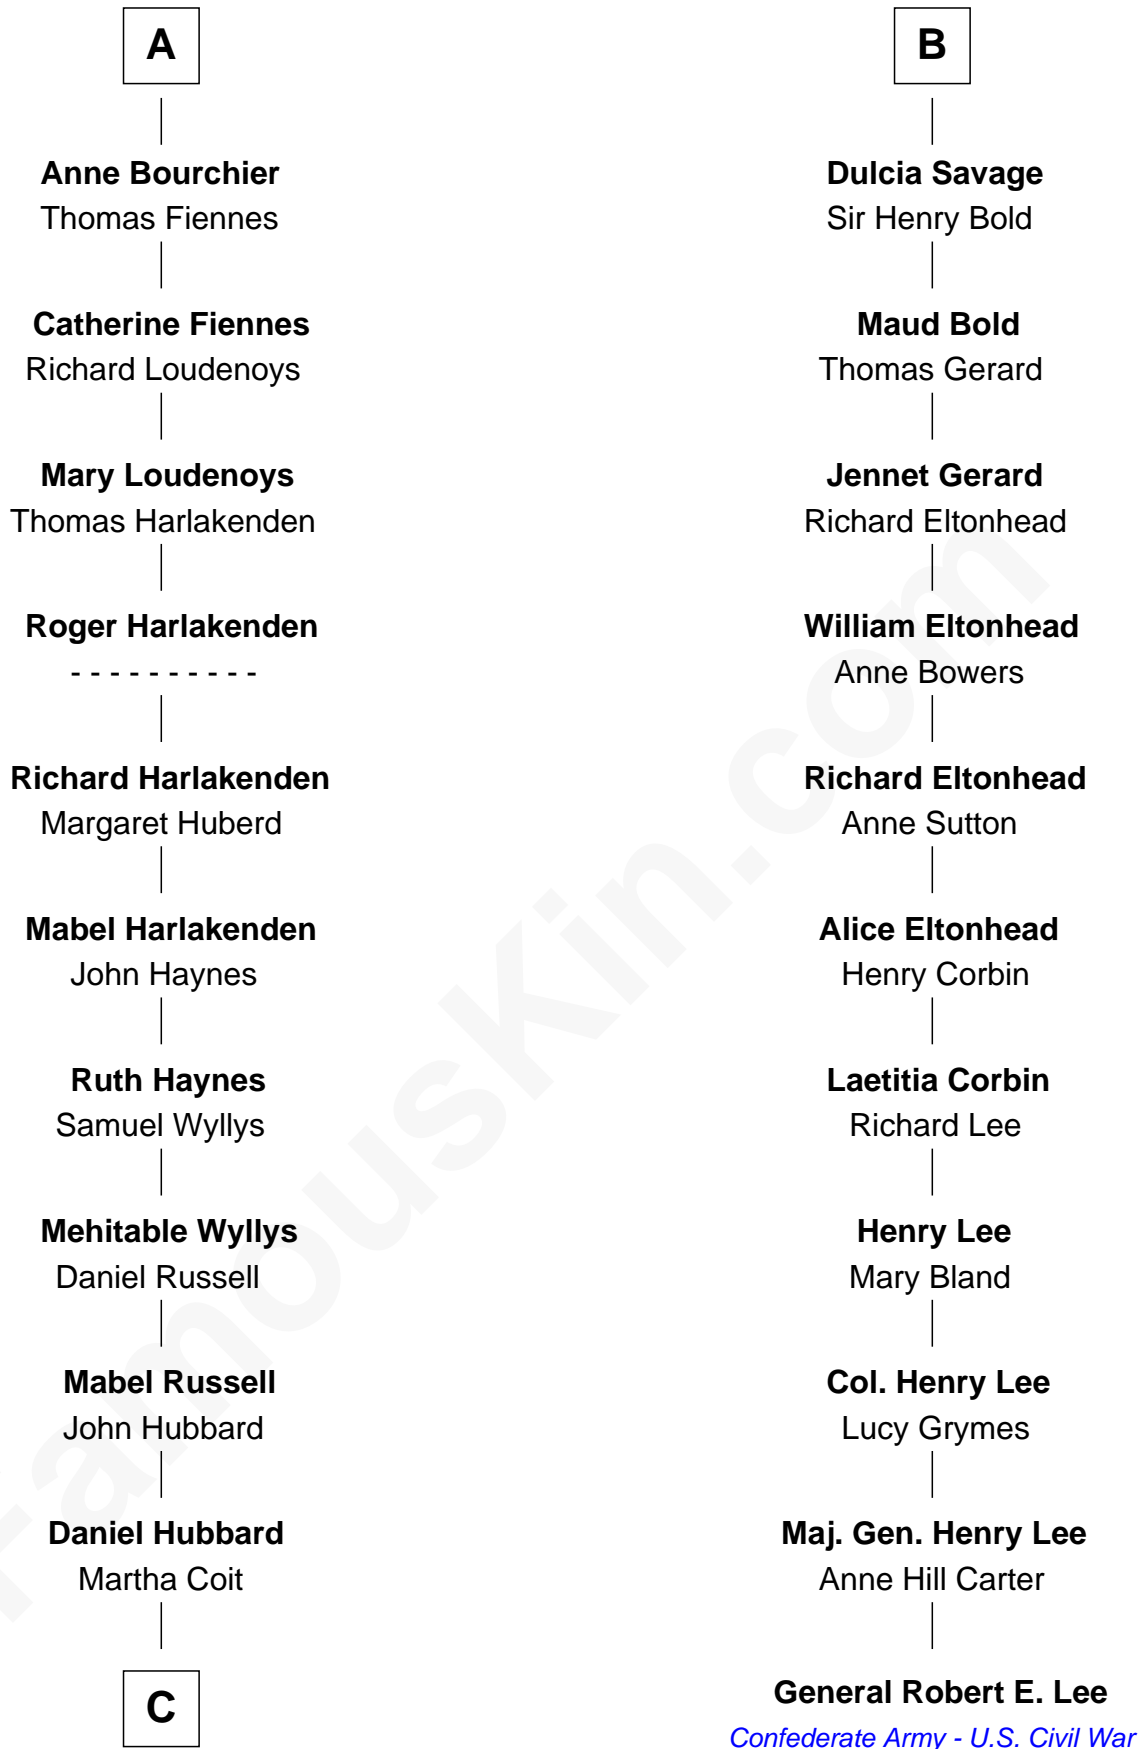 A
Anne Bourchier
Thomas Fiennes
Catherine Fiennes
Richard Loudenoys
Mary Loudenoys
Thomas Harlakenden
Roger Harlakenden
- - - - - - - - - -
Richard Harlakenden
Margaret Huberd
Mabel Harlakenden
John Haynes
Ruth Haynes
Samuel Wyllys
Mehitable Wyllys
Daniel Russell
Mabel Russell
John Hubbard
Daniel Hubbard
Martha Coit
C
B
Dulcia Savage
Sir Henry Bold
Maud Bold
Thomas Gerard
Jennet Gerard
Richard Eltonhead
William Eltonhead
Anne Bowers
Richard Eltonhead
Anne Sutton
Alice Eltonhead
Henry Corbin
Laetitia Corbin
Richard Lee
Henry Lee
Mary Bland
Col. Henry Lee
Lucy Grymes
Maj. Gen. Henry Lee
Anne Hill Carter
General Robert E. Lee
Confederate Army - U.S. Civil War
FamousKin.com